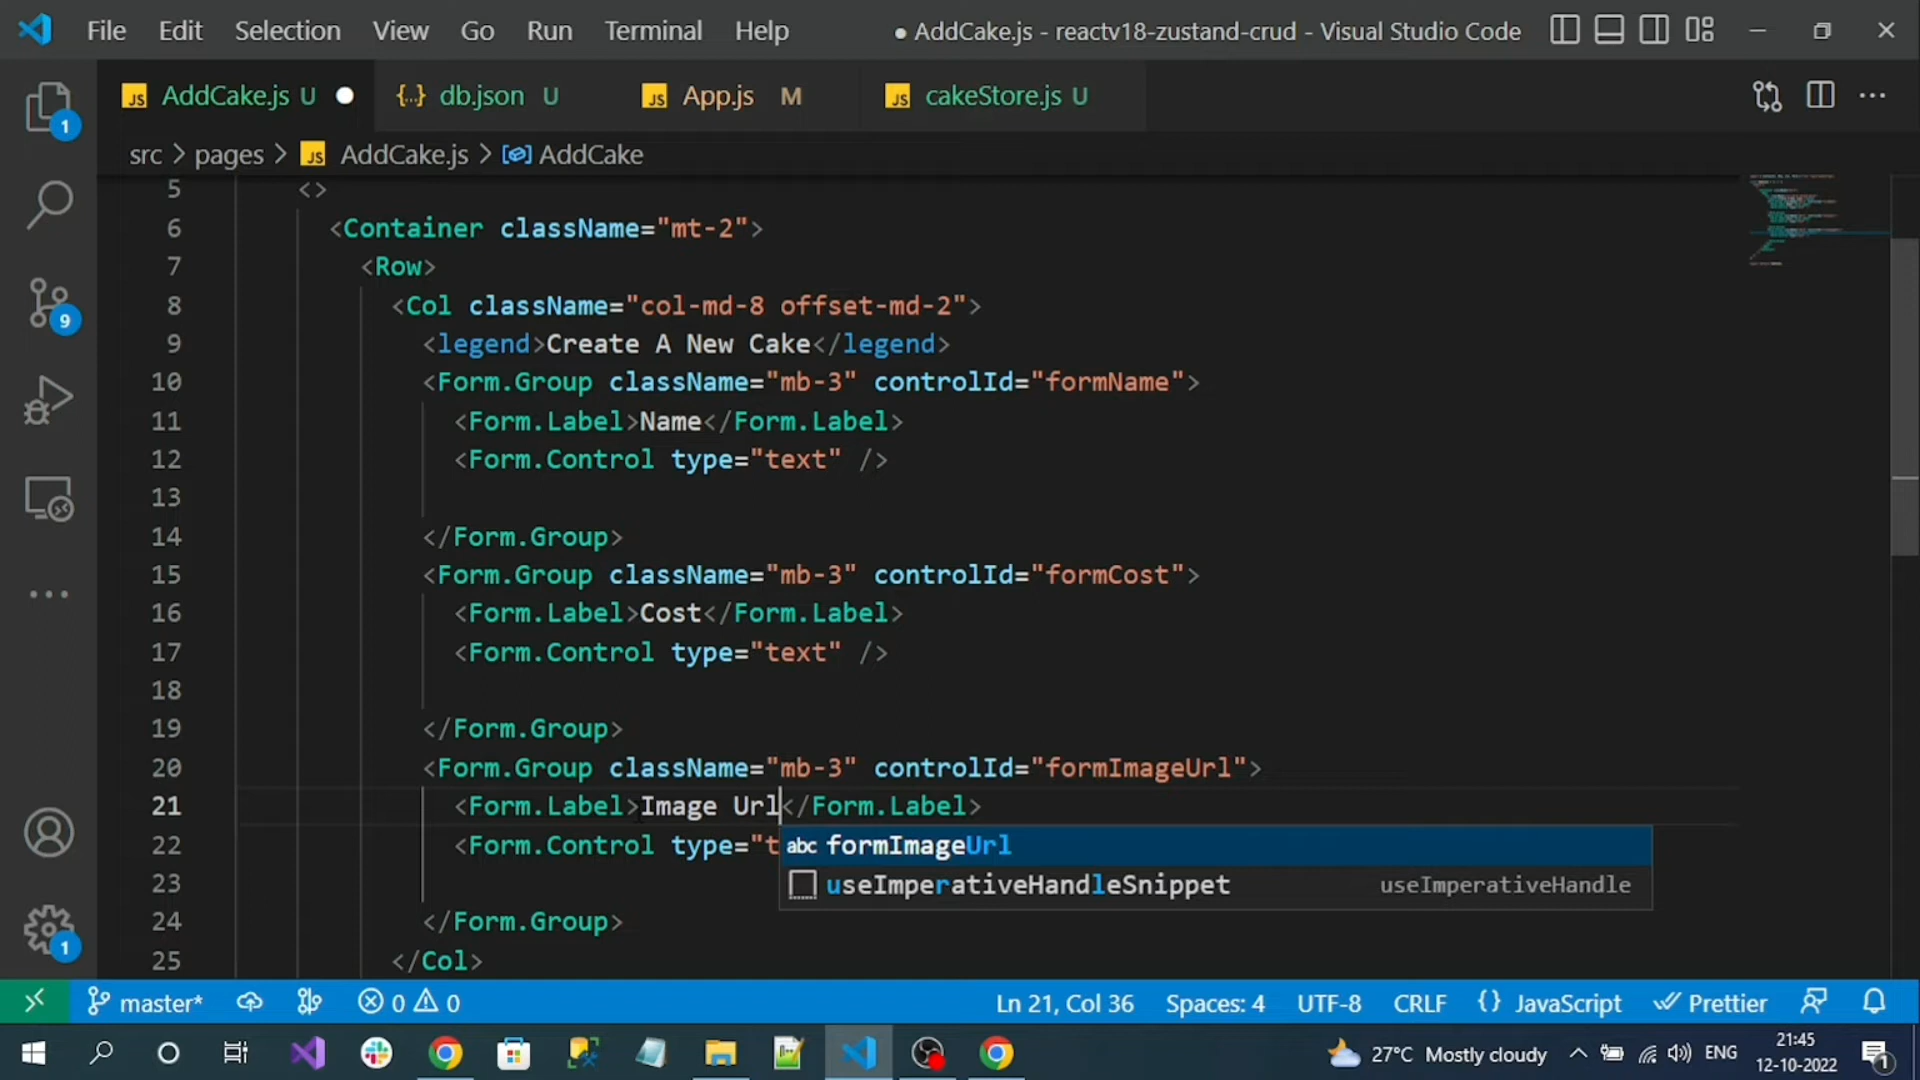 File Edit Selection View Go Run Terminal Help ● AddCake.js - reactv18-zustand-crud - Visual Studio Code
JS AddCake.js U ● {..} db.json U JS App.js M JS cakeStore.js U
src > pages > JS AddCake.js > AddCake
5 <>
6 <Container className="mt-2">
7 <Row>
8 <Col className="col-md-8 offset-md-2">
9 <legend>Create A New Cake</legend>
10 <Form.Group className="mb-3" controlId="formName">
11 <Form.Label>Name</Form.Label>
12 <Form.Control type="text" />
13
14 </Form.Group>
15 <Form.Group className="mb-3" controlId="formCost">
16 <Form.Label>Cost</Form.Label>
17 <Form.Control type="text" />
18
19 </Form.Group>
20 <Form.Group className="mb-3" controlId="formImageUrl">
21 <Form.Label>Image Url</Form.Label>
22 <Form.Control type="t
abc formImageUrl
23
useImperativeHandleSnippet useImperativeHandle
24 </Form.Group>
25 </Col>
1
9
1
master* 0 0 Ln 21, Col 36 Spaces: 4 UTF-8 CRLF {} JavaScript Prettier
27°C Mostly cloudy ENG 21:45
12-10-2022 1